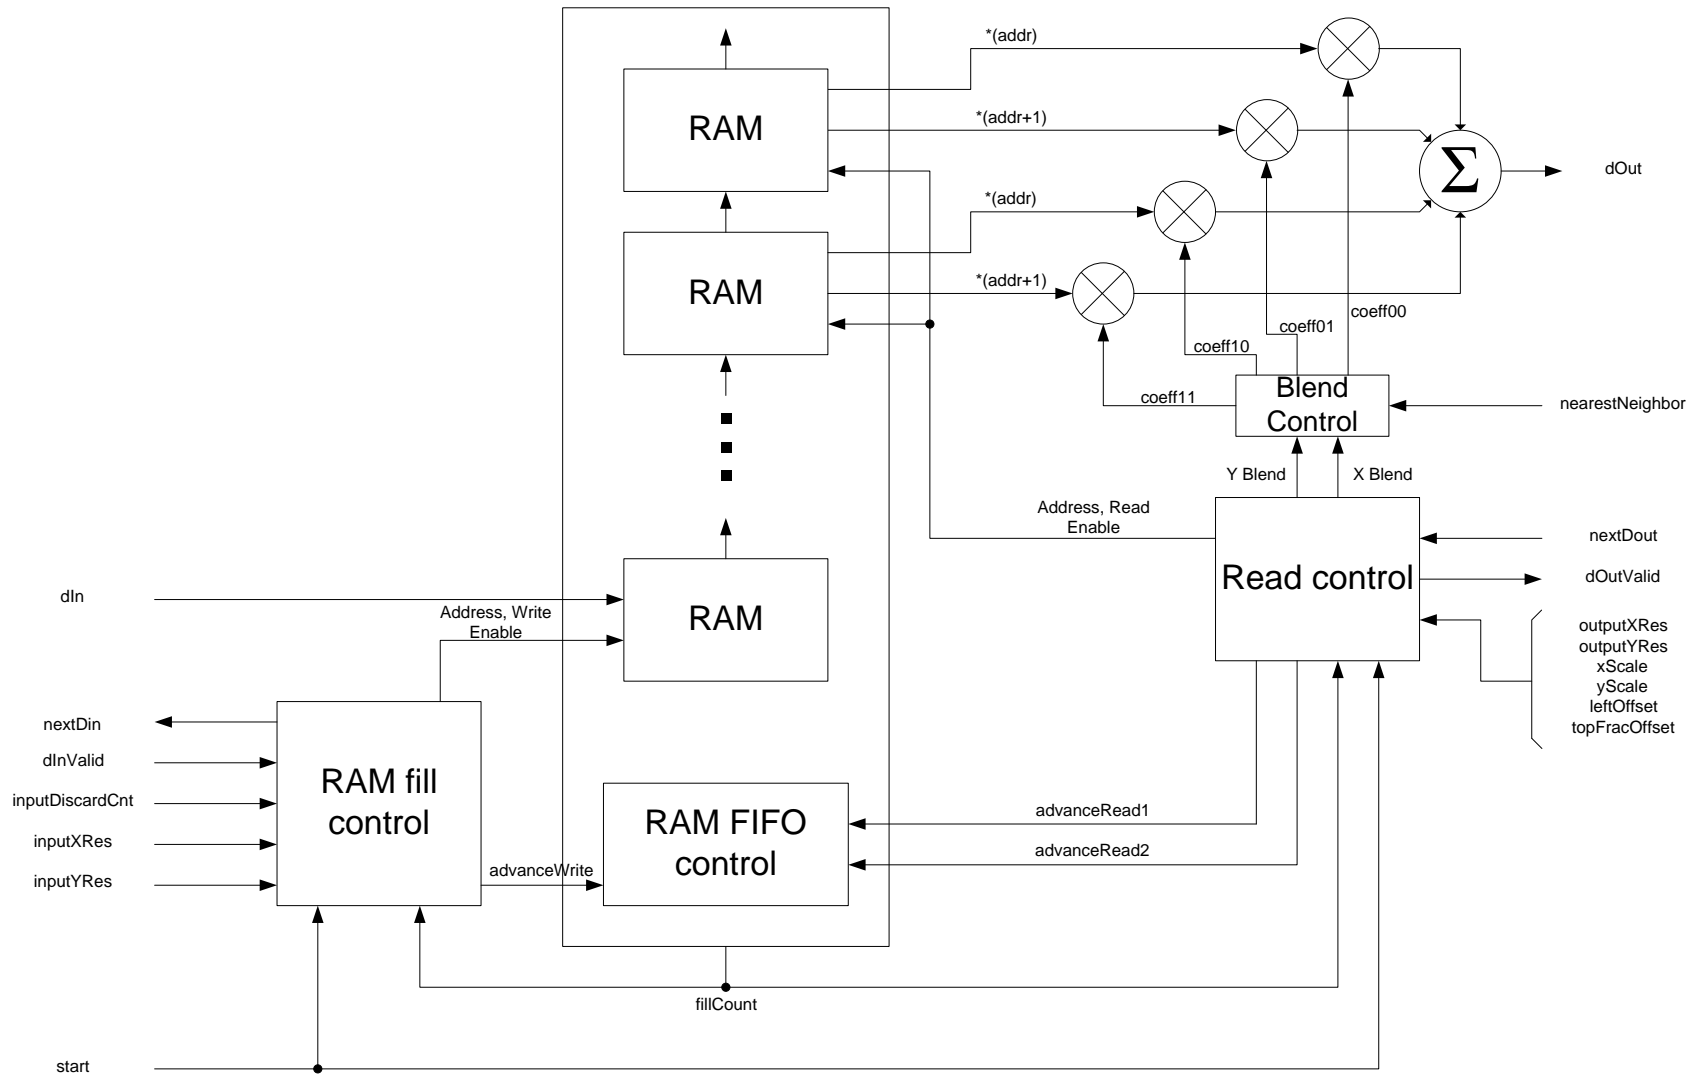 *(addr)
RAM
*(addr+1)
dOut
Σ
*(addr)
RAM
*(addr+1)
coeff00
coeff01
coeff10
coeff11
Blend
Control
nearestNeighbor
Y Blend
X Blend
Address, Read
Enable
nextDout
Read control
dOutValid
dIn
Address, Write
Enable
RAM
outputXRes
outputYRes
xScale
yScale
leftOffset
topFracOffset
nextDin
dInValid
inputDiscardCnt
inputXRes
inputYRes
RAM fill
control
advanceWrite
RAM FIFO
control
advanceRead1
advanceRead2
fillCount
start